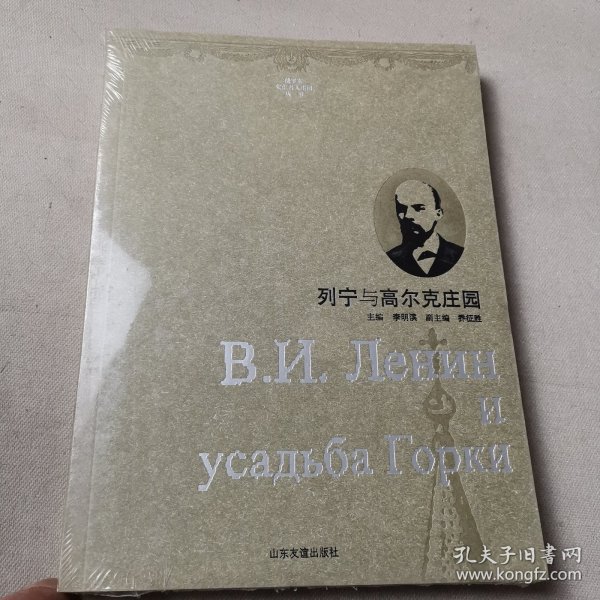 列宁与高尔克庄园
主编 李明滨 副主编 乔征胜
В.И. Ленин
и
усадьба Горки
山东友谊出版社
孔夫子旧书网
www.kongfz.com